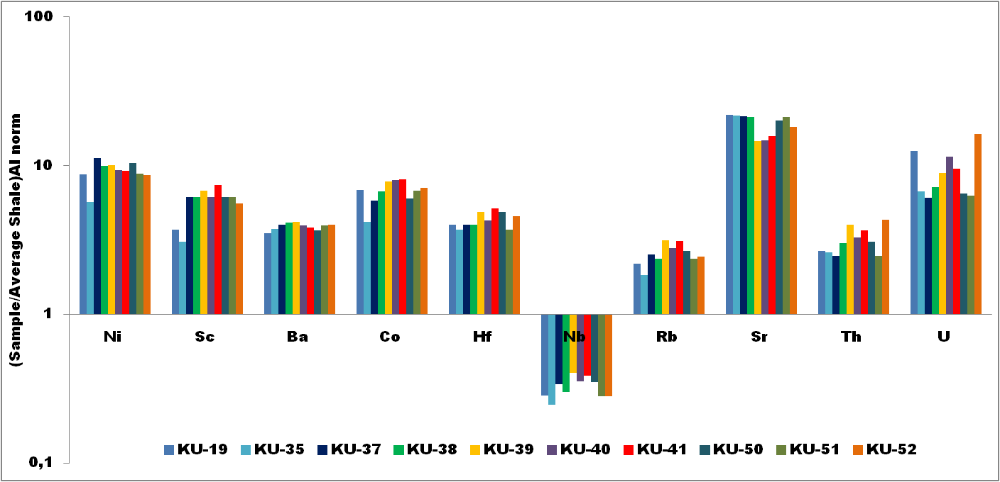 100
10
1
0,1
(Sample/Average Shale)Al norm
Ni Sc Ba Co Hf Nb Rb Sr Th U
KU-19 KU-35 KU-37 KU-38 KU-39 KU-40 KU-41 KU-50 KU-51 KU-52